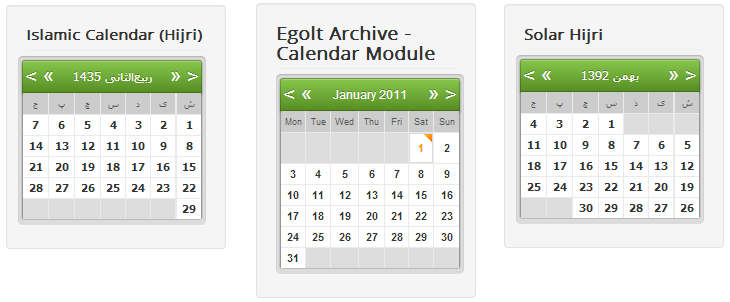 Islamic Calendar (Hijri)
< « ربیع‌الثانی 1435 » >
ش ی د س چ پ ج
1 2 3 4 5 6 7
8 9 10 11 12 13 14
15 16 17 18 19 20 21
22 23 24 25 26 27 28
29
Egolt Archive -
Calendar Module
< « January 2011 » >
Mon Tue Wed Thu Fri Sat Sun
1 2
3 4 5 6 7 8 9
10 11 12 13 14 15 16
17 18 19 20 21 22 23
24 25 26 27 28 29 30
31
Solar Hijri
< « بهمن 1392 » >
ش ی د س چ پ ج
1 2 3 4
5 6 7 8 9 10 11
12 13 14 15 16 17 18
19 20 21 22 23 24 25
26 27 28 29 30